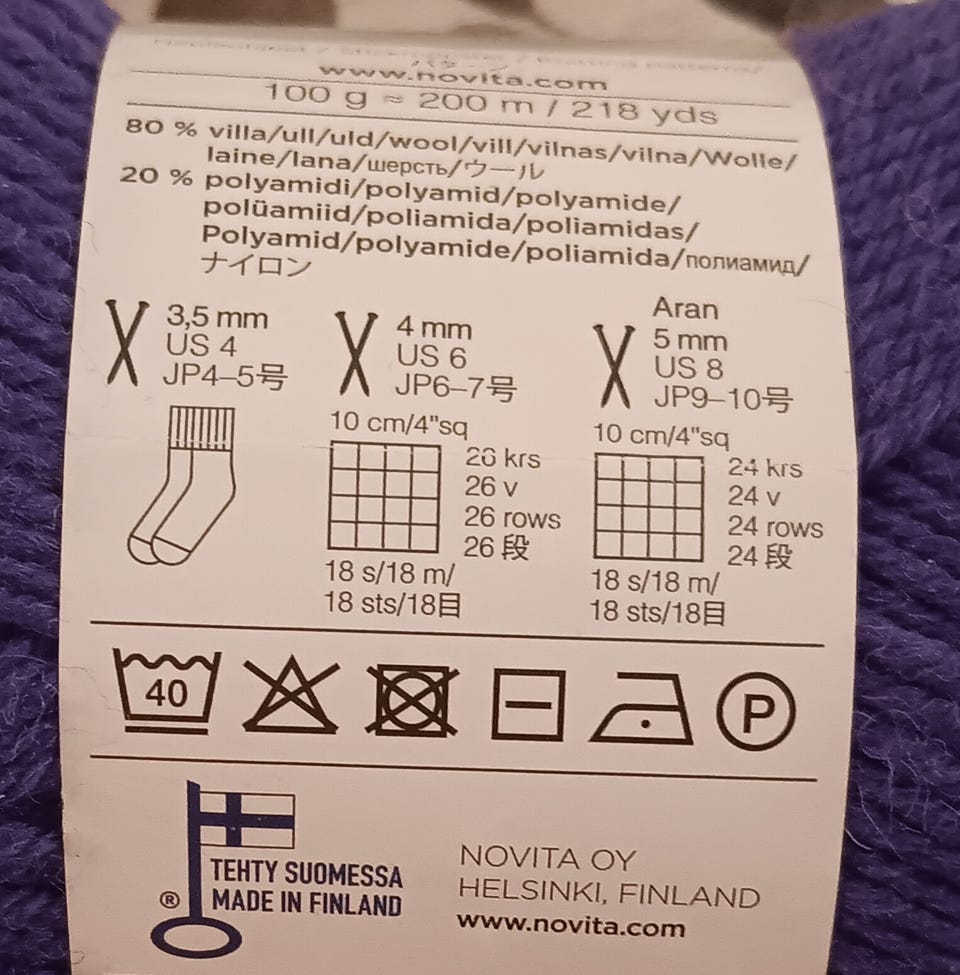 www.novita.com
100 g ≈ 200 m / 218 yds
80 % villa/ull/uld/wool/vill/vilnas/vilna/Wolle/
laine/lana/шерсть/ウール
20 % polyamidi/polyamid/polyamide/
polüamiid/poliamida/poliamidas/
Polyamid/polyamide/poliamida/полиамид/
ナイロン
3,5 mm
US 4
JP4–5号
4 mm
US 6
JP6–7号
10 cm/4"sq
26 krs
26 v
26 rows
26 段
18 s/18 m/
18 sts/18目
Aran
5 mm
US 8
JP9–10号
10 cm/4"sq
24 krs
24 v
24 rows
24 段
18 s/18 m/
18 sts/18目
40
P
TEHTY SUOMESSA
® MADE IN FINLAND
NOVITA OY
HELSINKI, FINLAND
www.novita.com